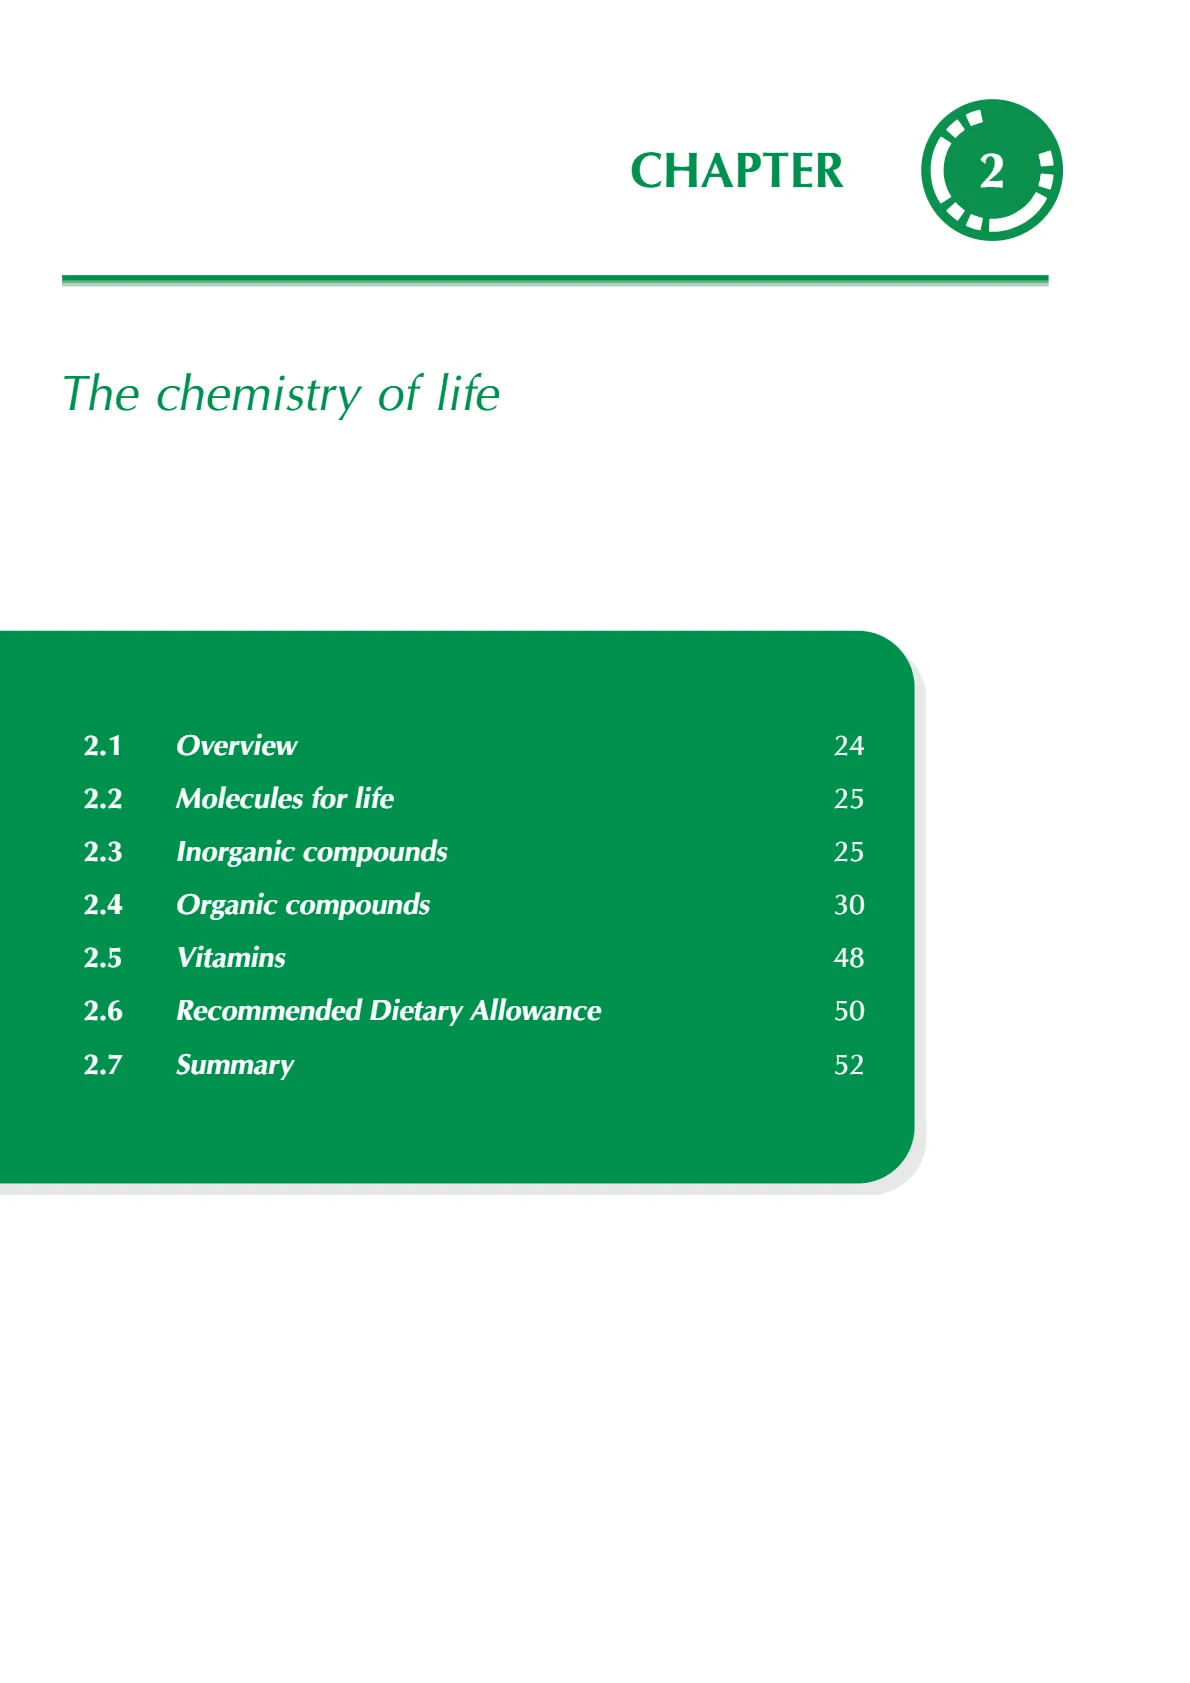 CHAPTER 2
The chemistry of life
2.1 Overview 24
2.2 Molecules for life 25
2.3 Inorganic compounds 25
2.4 Organic compounds 30
2.5 Vitamins 48
2.6 Recommended Dietary Allowance 50
2.7 Summary 52